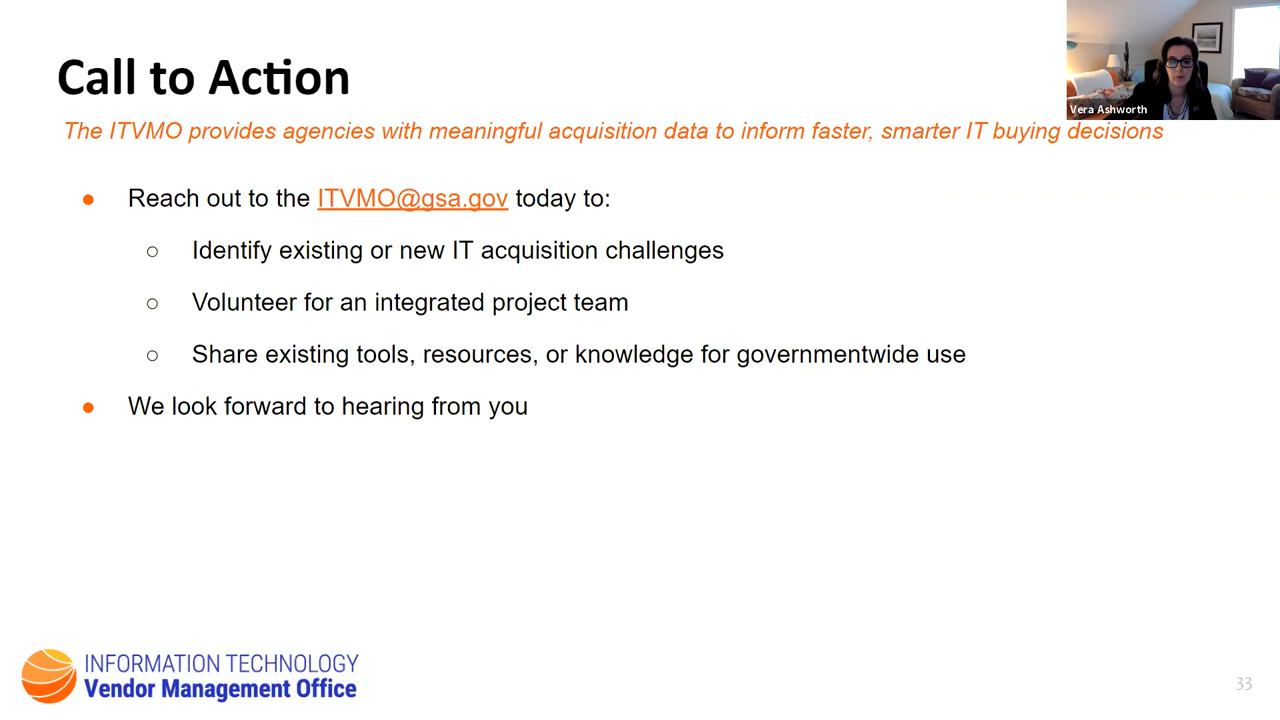 Call to Action
Vera Ashworth
The ITVMO provides agencies with meaningful acquisition data to inform faster, smarter IT buying decisions
● Reach out to the ITVMO@gsa.gov today to:
○ Identify existing or new IT acquisition challenges
○ Volunteer for an integrated project team
○ Share existing tools, resources, or knowledge for governmentwide use
● We look forward to hearing from you
INFORMATION TECHNOLOGY
Vendor Management Office
33